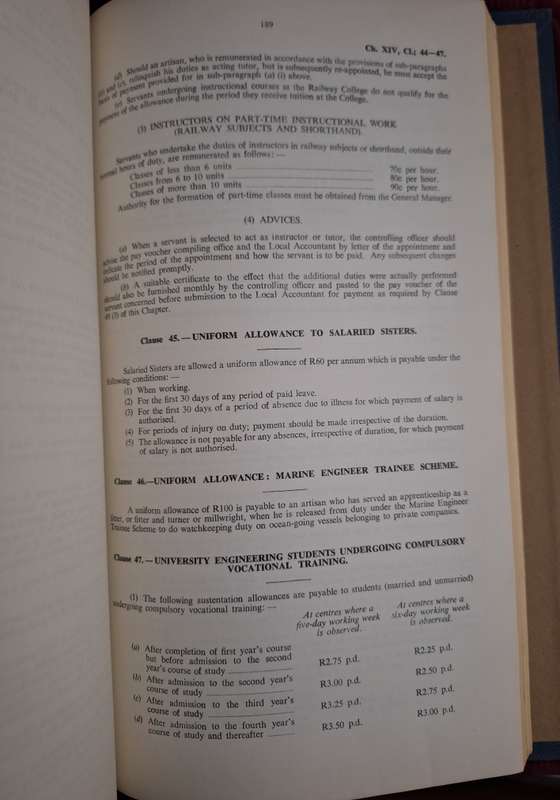 189
Ch. XIV, Cl.; 44—47.
(d) Should an artisan, who is remunerated in accordance with the provisions of sub-paragraphs
and (c), relinquish his duties as acting tutor, but is subsequently re-appointed, he must accept the
basis of payment provided for in sub-paragraph (a) (i) above.
(e) Servants undergoing instructional courses at the Railway College do not qualify for the
payment of the allowance during the period they receive tuition at the College.
(3) INSTRUCTORS ON PART-TIME INSTRUCTIONAL WORK
(RAILWAY SUBJECTS AND SHORTHAND).
Servants who undertake the duties of instructors in railway subjects or shorthand, outside their
normal hours of duty, are remunerated as follows: —
Classes of less than 6 units 70c per hour.
Classes from 6 to 10 units 80c per hour.
Classes of more than 10 units 90c per hour.
Authority for the formation of part-time classes must be obtained from the General Manager.
(4) ADVICES.
(a) When a servant is selected to act as instructor or tutor, the controlling officer should
advise the pay voucher compiling office and the Local Accountant by letter of the appointment and
indicate the period of the appointment and how the servant is to be paid. Any subsequent changes
should be notified promptly.
(b) A suitable certificate to the effect that the additional duties were actually performed
should also be furnished monthly by the controlling officer and pasted to the pay voucher of the
servant concerned before submission to the Local Accountant for payment as required by Clause
(3) of this Chapter.
Clause 45.—UNIFORM ALLOWANCE TO SALARIED SISTERS.
Salaried Sisters are allowed a uniform allowance of R60 per annum which is payable under the
following conditions: —
(1) When working.
(2) For the first 30 days of any period of paid leave.
(3) For the first 30 days of a period of absence due to illness for which payment of salary is
authorised.
(4) For periods of injury on duty; payment should be made irrespective of the duration.
(5) The allowance is not payable for any absences, irrespective of duration, for which payment
of salary is not authorised.
Clause 46.—UNIFORM ALLOWANCE: MARINE ENGINEER TRAINEE SCHEME.
A uniform allowance of R100 is payable to an artisan who has served an apprenticeship as a
fitter, or fitter and turner or millwright, when he is released from duty under the Marine Engineer
Trainee Scheme to do watchkeeping duty on ocean-going vessels belonging to private companies.
Clause 47.—UNIVERSITY ENGINEERING STUDENTS UNDERGOING COMPULSORY
VOCATIONAL TRAINING.
(1) The following sustentation allowances are payable to students (married and unmarried)
undergoing compulsory vocational training: —
At centres where a five-day working week is observed.
At centres where a six-day working week is observed.
(a) After completion of first year's course
but before admission to the second
year's course of study R2.75 p.d. R2.25 p.d.
(b) After admission to the second year's
course of study R3.00 p.d. R2.50 p.d.
(c) After admission to the third year's
course of study R3.25 p.d. R2.75 p.d.
(d) After admission to the fourth year's
course of study and thereafter R3.50 p.d. R3.00 p.d.